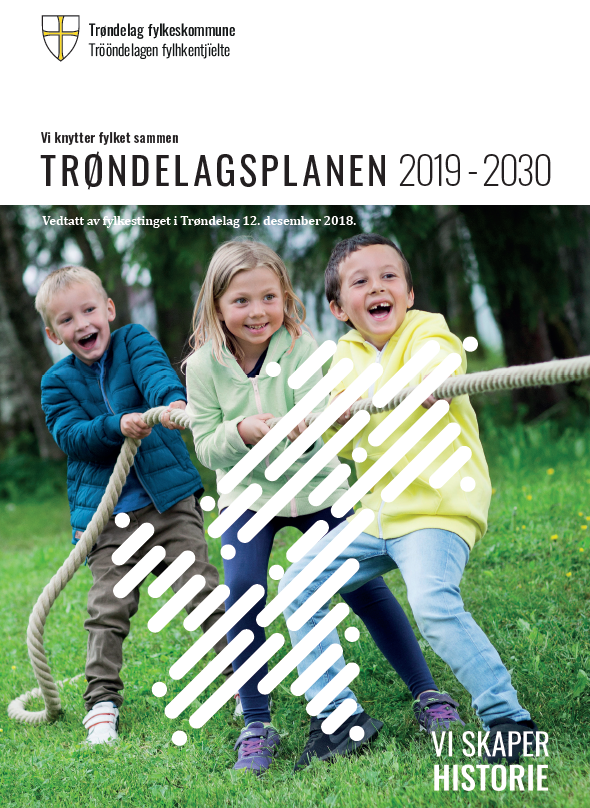 Trøndelag fylkeskommune
Trööndelagen fylhkentjïelte
Vi knytter fylket sammen
TRØNDELAGSPLANEN 2019 - 2030
Vedtatt av fylkestinget i Trøndelag 12. desember 2018.
VI SKAPER
HISTORIE